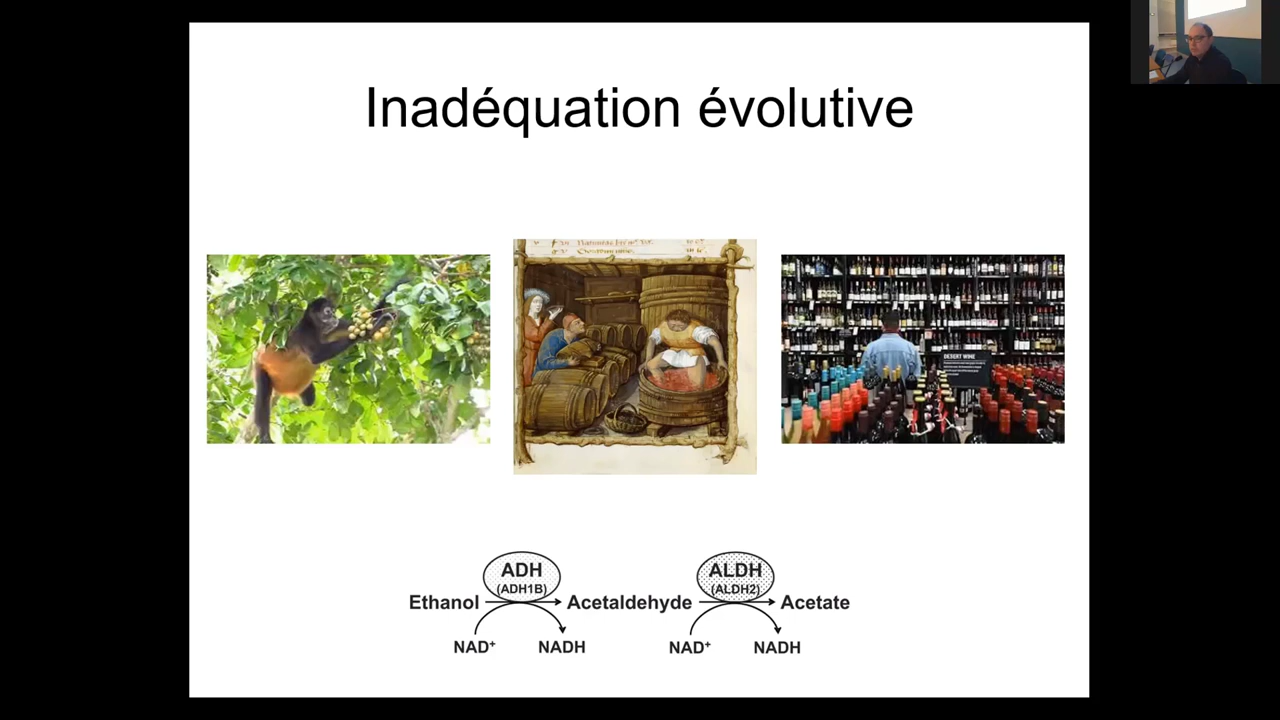 Inadéquation évolutive
DESERT WINE
ADH
(ADH1B)
ALDH
(ALDH2)
Ethanol
Acetaldehyde
Acetate
NAD⁺
NADH
NAD⁺
NADH